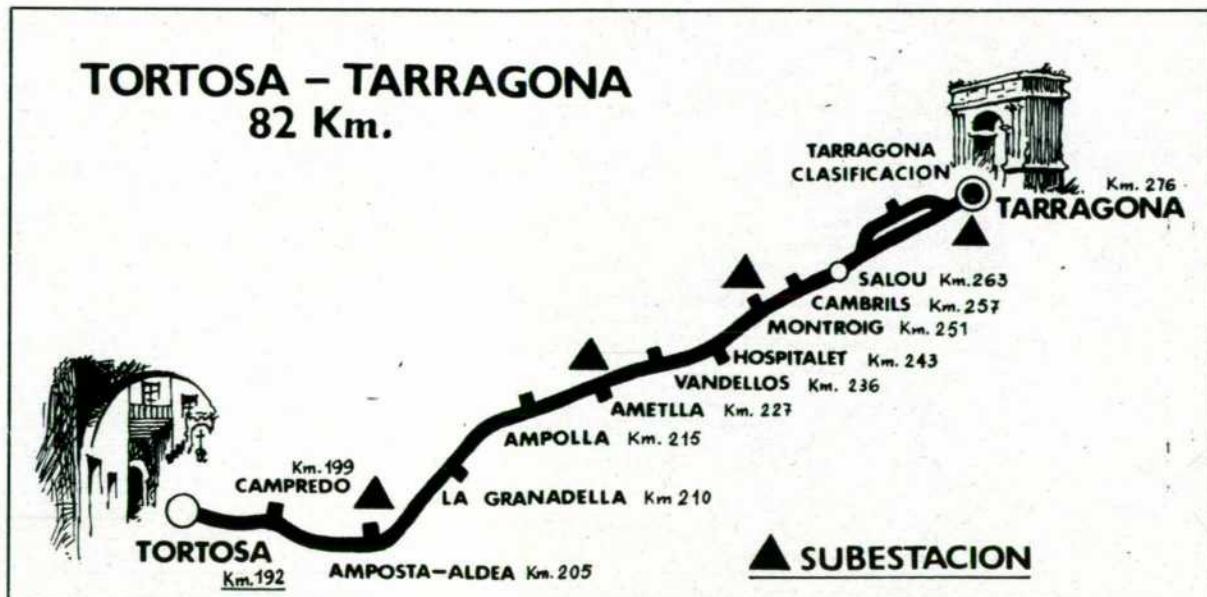 TORTOSA – TARRAGONA
82 Km.
TARRAGONA
CLASIFICACION
Km. 276
TARRAGONA
SALOU Km. 263
CAMBRILS Km. 257
MONTROIG Km. 251
HOSPITALET Km. 243
VANDELLOS Km. 236
AMETLLA Km. 227
AMPOLLA Km. 215
Km. 199
CAMPREDO
LA GRANADELLA Km 210
TORTOSA
Km. 192
AMPOSTA–ALDEA Km. 205
SUBESTACION